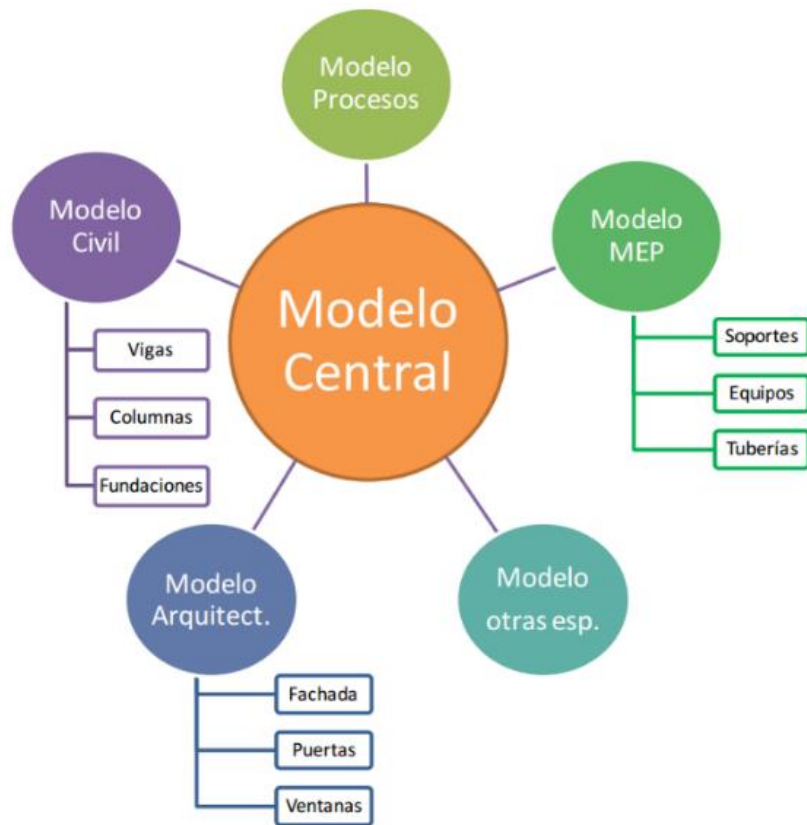 Modelo
Procesos
Modelo
Civil
Modelo
MEP
Modelo
Central
Vigas
Columnas
Fundaciones
Soportes
Equipos
Tuberías
Modelo
Arquitect.
Modelo
otras esp.
Fachada
Puertas
Ventanas